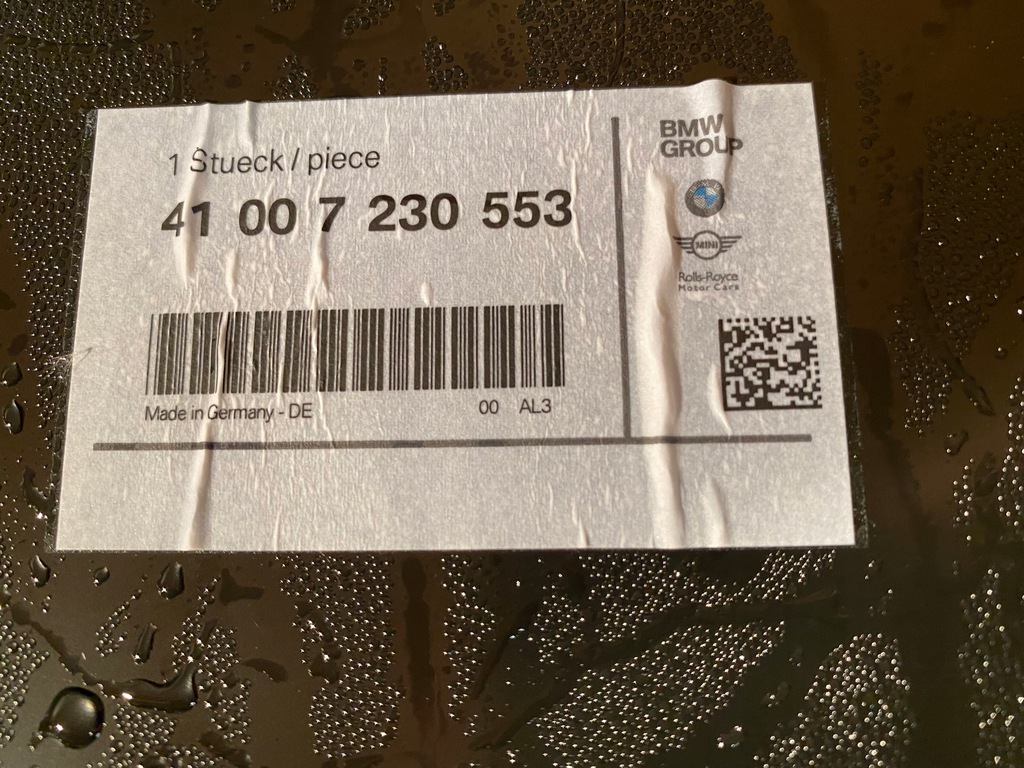 1 Stueck / piece
41 00 7 230 553
Made in Germany - DE
00 AL3
BMW
GROUP
MINI
Rolls-Royce
Motor Cars